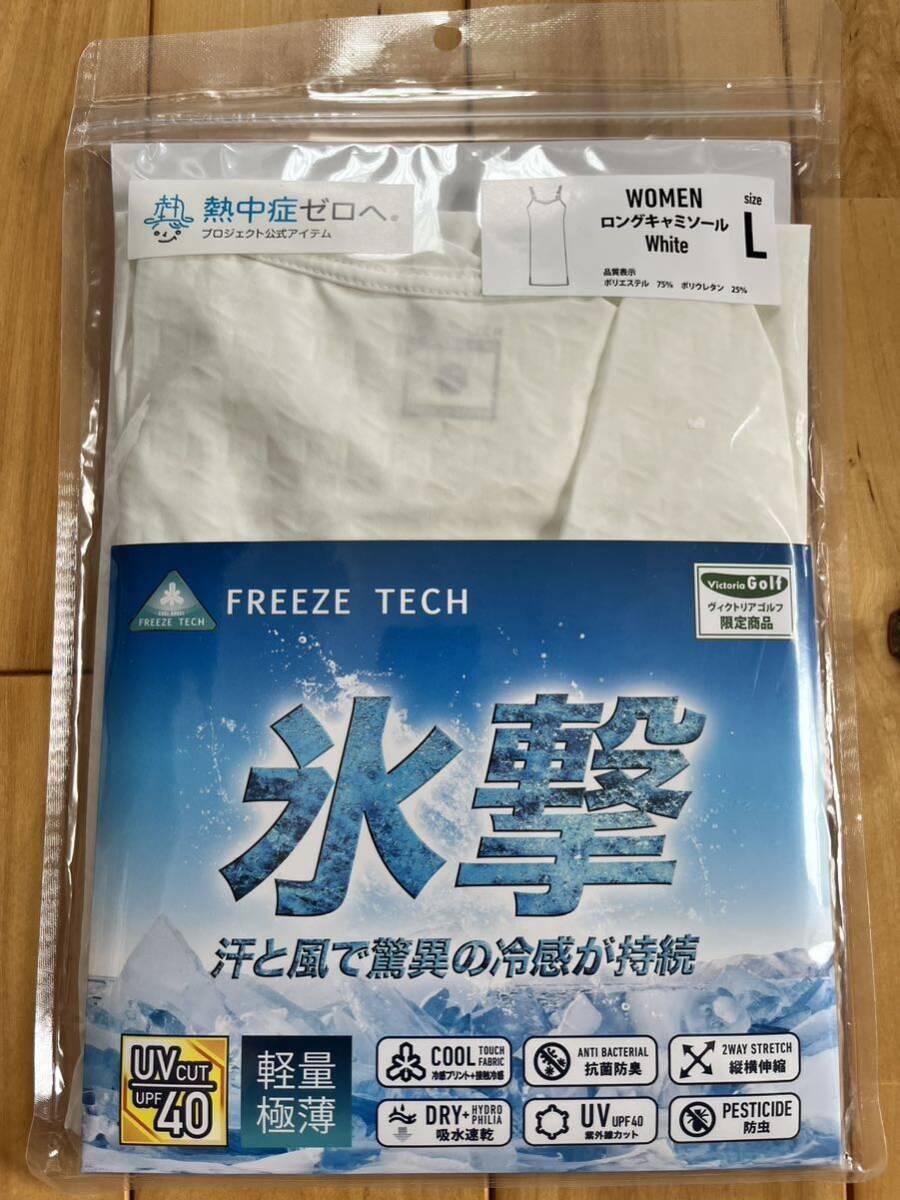 熱 熱中症ゼロへ®
プロジェクト公式アイテム
WOMEN
ロングキャミソール
White
size
L
品質表示
ポリエステル 75% ポリウレタン 25%
FREEZE TECH
FREEZE TECH
Victoria Golf
ヴィクトリアゴルフ
限定商品
氷撃
汗と風で驚異の冷感が持続
UV CUT
UPF 40
軽量
極薄
COOL TOUCH FABRIC
冷感プリント+接触冷感
ANTI BACTERIAL
抗菌防臭
2WAY STRETCH
縦横伸縮
DRY+ HYDRO PHILIA
吸水速乾
UV UPF40
紫外線カット
PESTICIDE
防虫